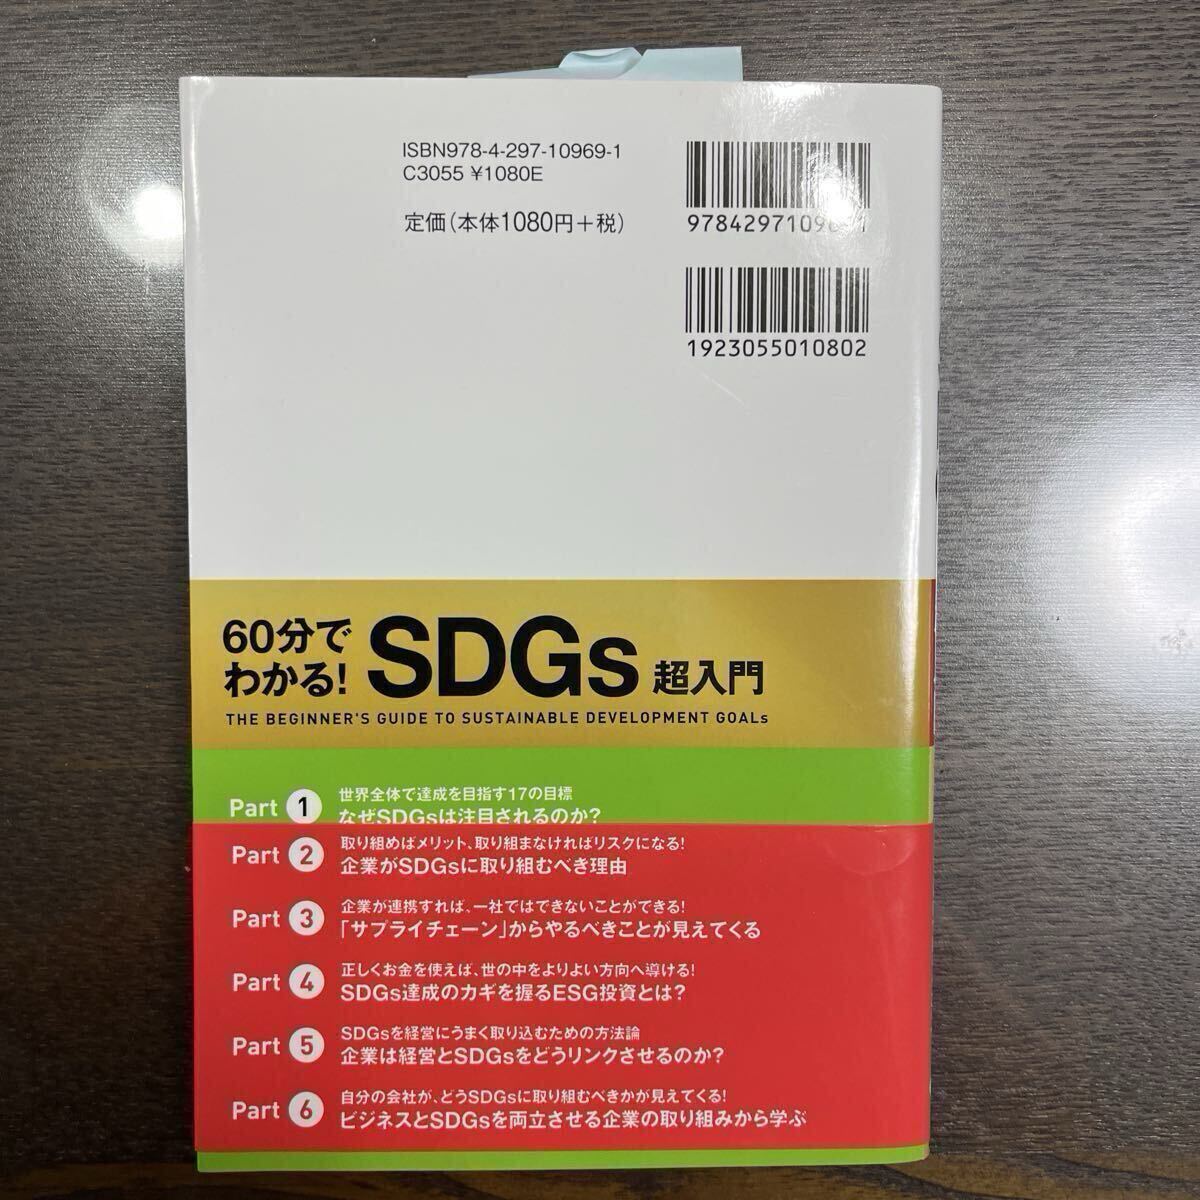 ISBN978-4-297-10969-1
C3055 ¥1080E
定価(本体1080円+税)
1923055010802
60分で
わかる!
SDGs 超入門
THE BEGINNER'S GUIDE TO SUSTAINABLE DEVELOPMENT GOALs
Part 1
世界全体で達成を目指す17の目標
なぜSDGsは注目されるのか?
Part 2
取り組めばメリット、取り組まなければリスクになる!
企業がSDGsに取り組むべき理由
Part 3
企業が連携すれば、一社ではできないことができる!
「サプライチェーン」からやるべきことが見えてくる
Part 4
正しくお金を使えば、世の中をよりよい方向へ導ける!
SDGs達成のカギを握るESG投資とは?
Part 5
SDGsを経営にうまく取り込むための方法論
企業は経営とSDGsをどうリンクさせるのか?
Part 6
自分の会社が、どうSDGsに取り組むべきかが見えてくる!
ビジネスとSDGsを両立させる企業の取り組みから学ぶ